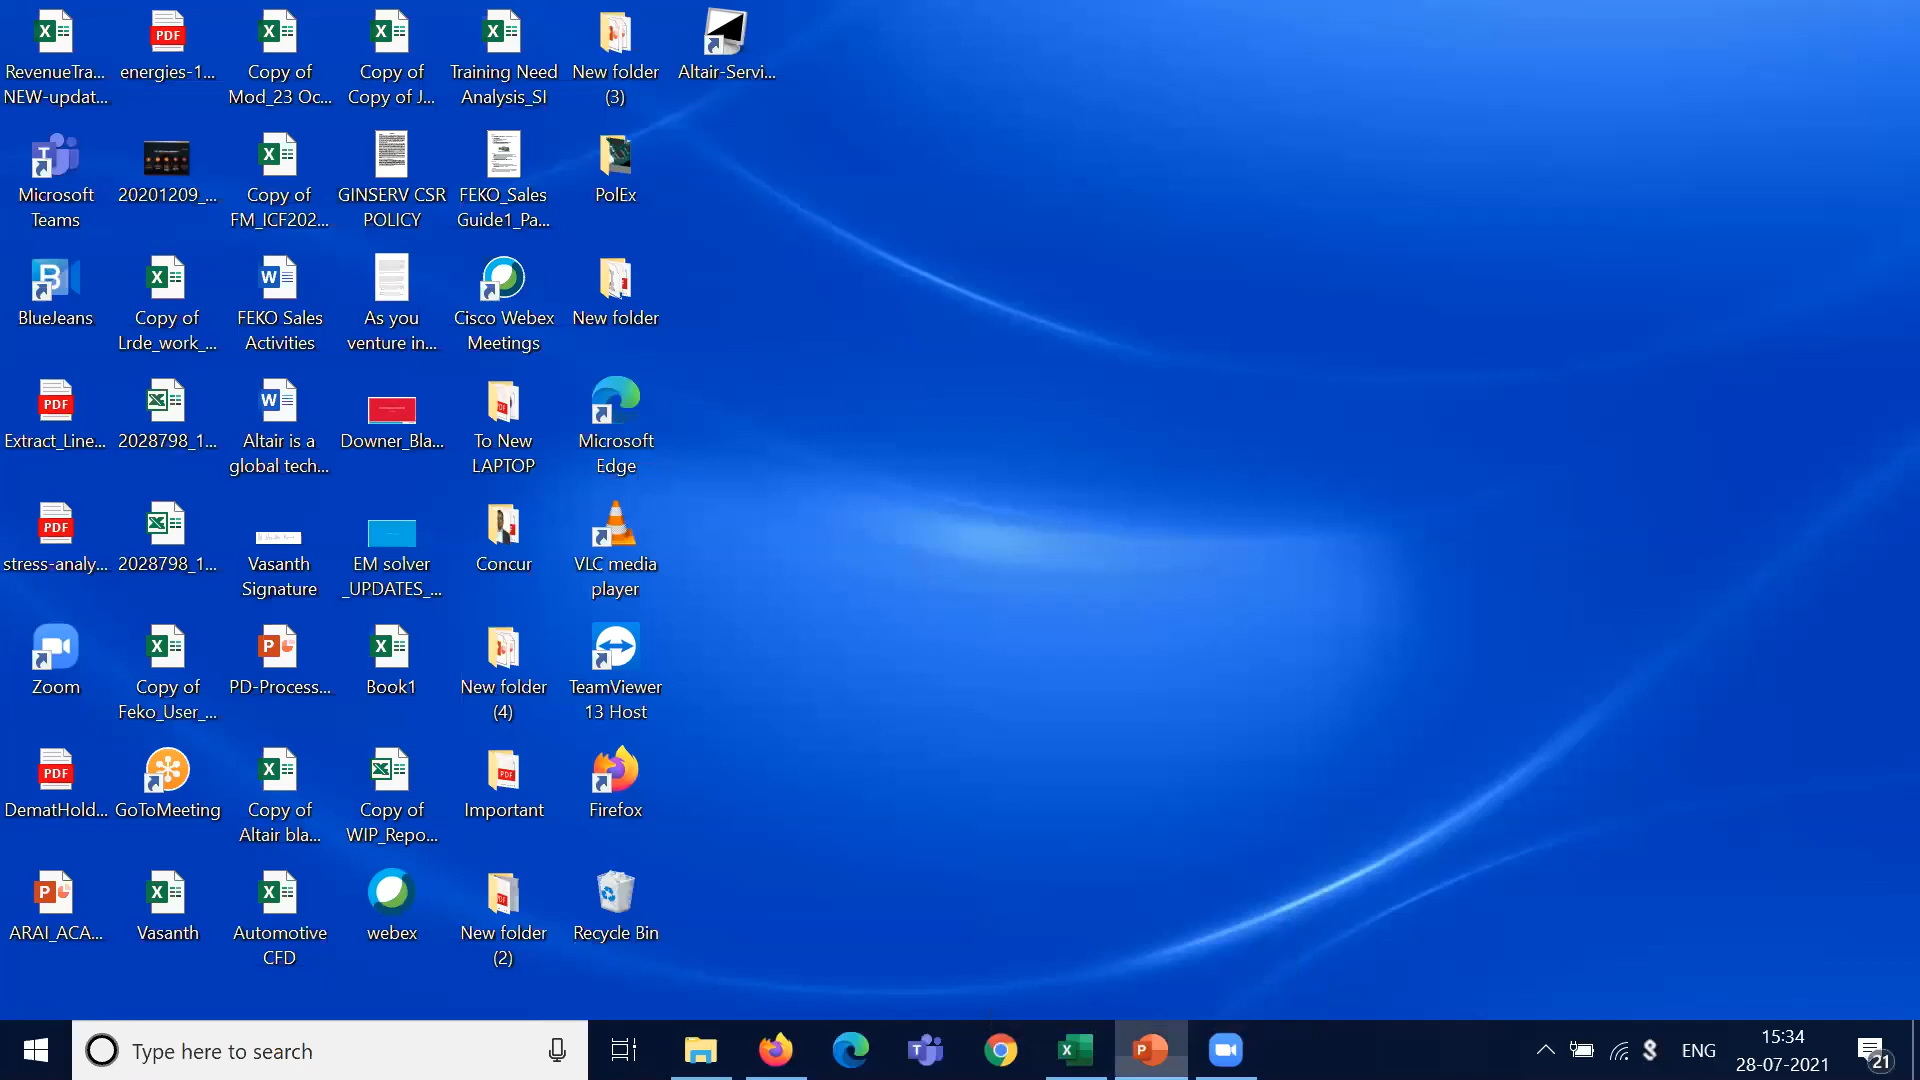 RevenueTra...
NEW-updat...
energies-1...
Copy of
Mod_23 Oc...
Copy of
Copy of J...
Training Need
Analysis_SI
New folder
(3)
Altair-Servi...
Microsoft
Teams
20201209_...
Copy of
FM_ICF202...
GINSERV CSR
POLICY
FEKO_Sales
Guide1_Pa...
PolEx
BlueJeans
Copy of
Lrde_work_...
FEKO Sales
Activities
As you
venture in...
Cisco Webex
Meetings
New folder
Extract_Line...
2028798_1...
Altair is a
global tech...
Downer_Bla...
To New
LAPTOP
Microsoft
Edge
stress-analy...
2028798_1...
Vasanth
Signature
EM solver
_UPDATES_...
Concur
VLC media
player
Zoom
Copy of
Feko_User_...
PD-Process...
Book1
New folder
(4)
TeamViewer
13 Host
DematHold...
GoToMeeting
Copy of
Altair bla...
Copy of
WIP_Repo...
Important
Firefox
ARAI_ACA...
Vasanth
Automotive
CFD
webex
New folder
(2)
Recycle Bin
Type here to search
ENG
15:34
28-07-2021
21